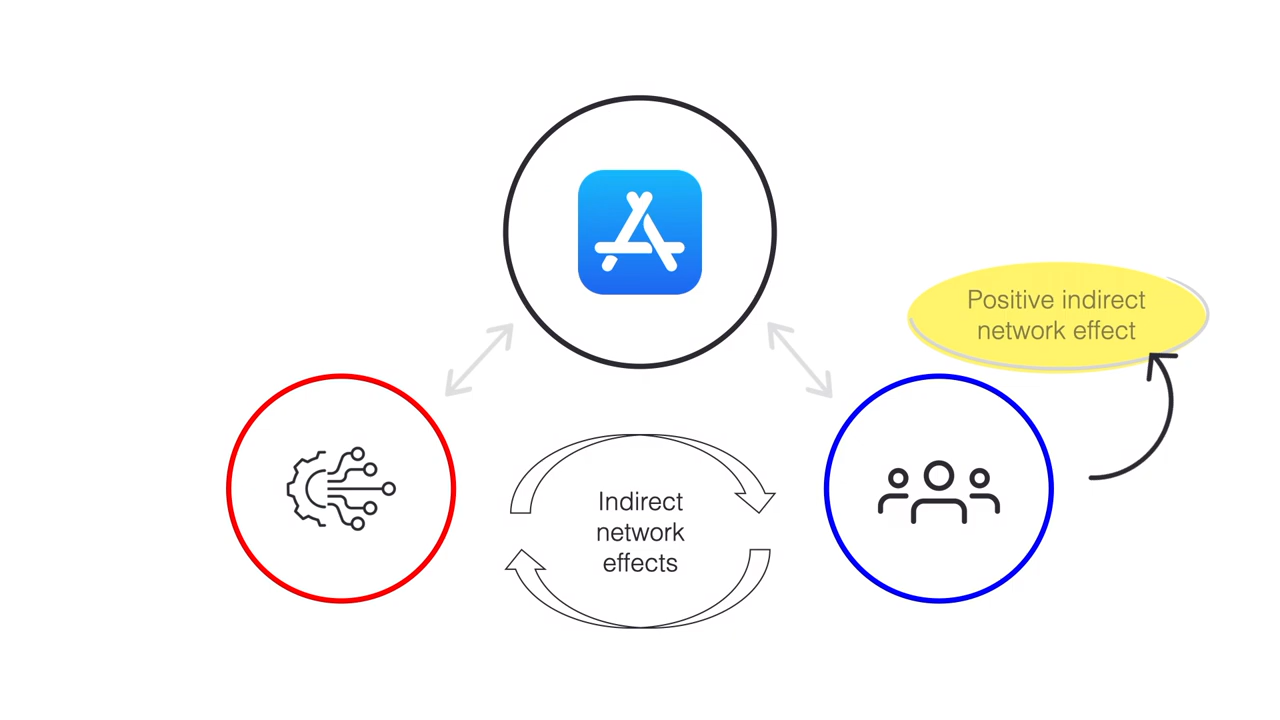 Positive indirect
network effect
Indirect
network
effects